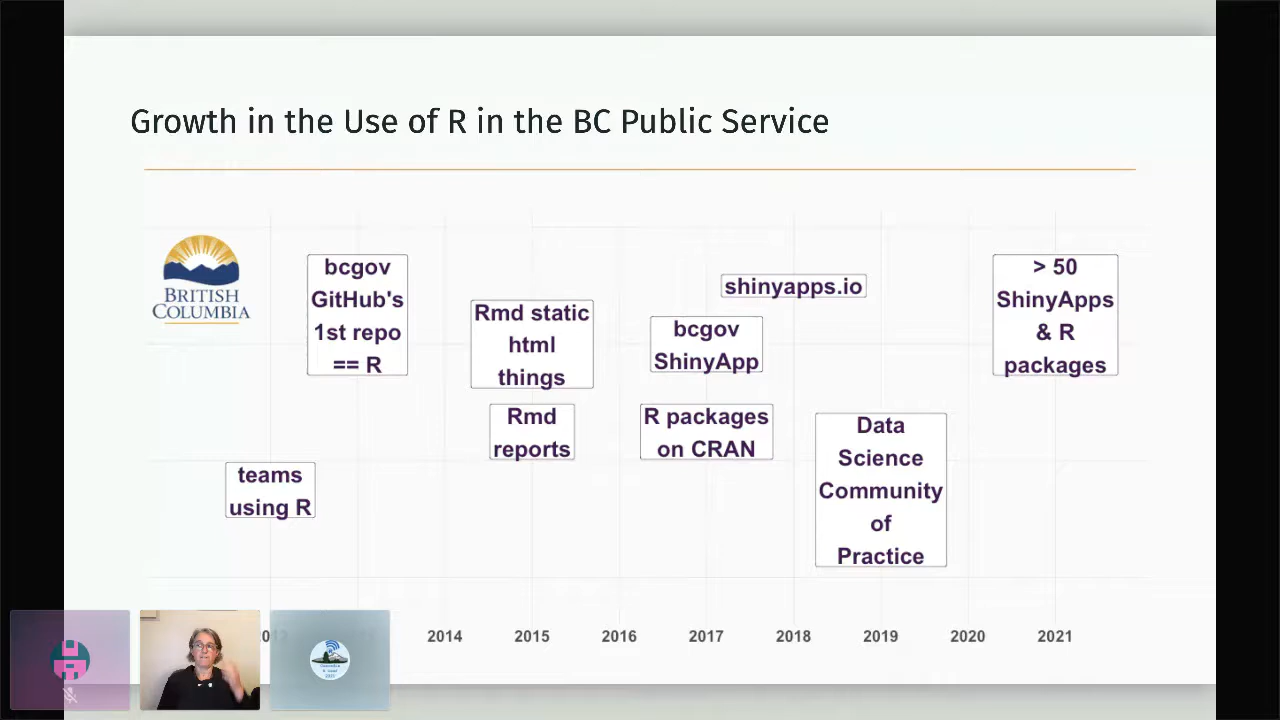 Growth in the Use of R in the BC Public Service
BRITISH
COLUMBIA
bcgov
GitHub's
1st repo
== R
Rmd static
html
things
shinyapps.io
bcgov
ShinyApp
> 50
ShinyApps
& R
packages
Rmd
reports
R packages
on CRAN
Data
Science
Community
of
Practice
teams
using R
2014 2015 2016 2017 2018 2019 2020 2021